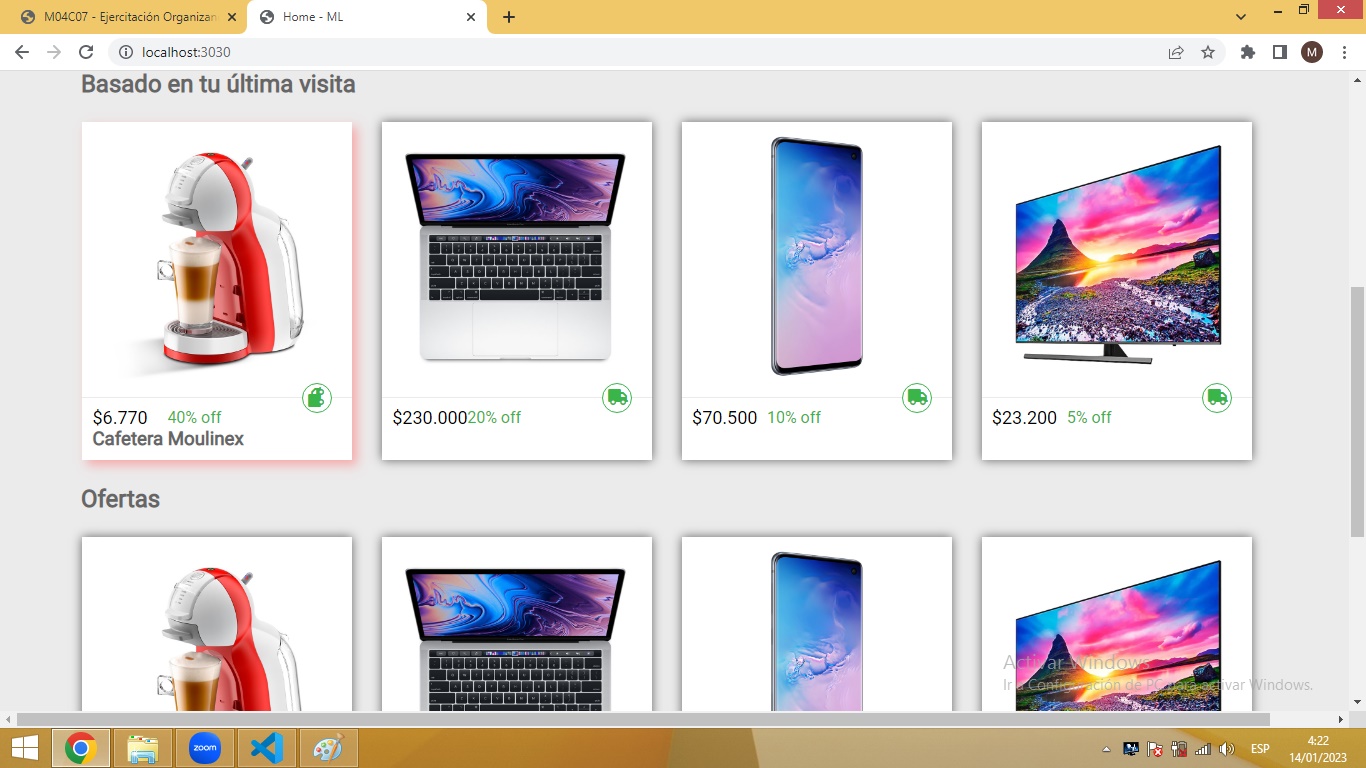 M04C07 - Ejercitación Organizan
Home - ML
localhost:3030
M
Basado en tu última visita
$6.770 40% off
Cafetera Moulinex
$230.000 20% off
$70.500 10% off
$23.200 5% off
Ofertas
Activar Windows
Ir a Configuración de PC para activar Windows.
zoom
ESP
4:22
14/01/2023